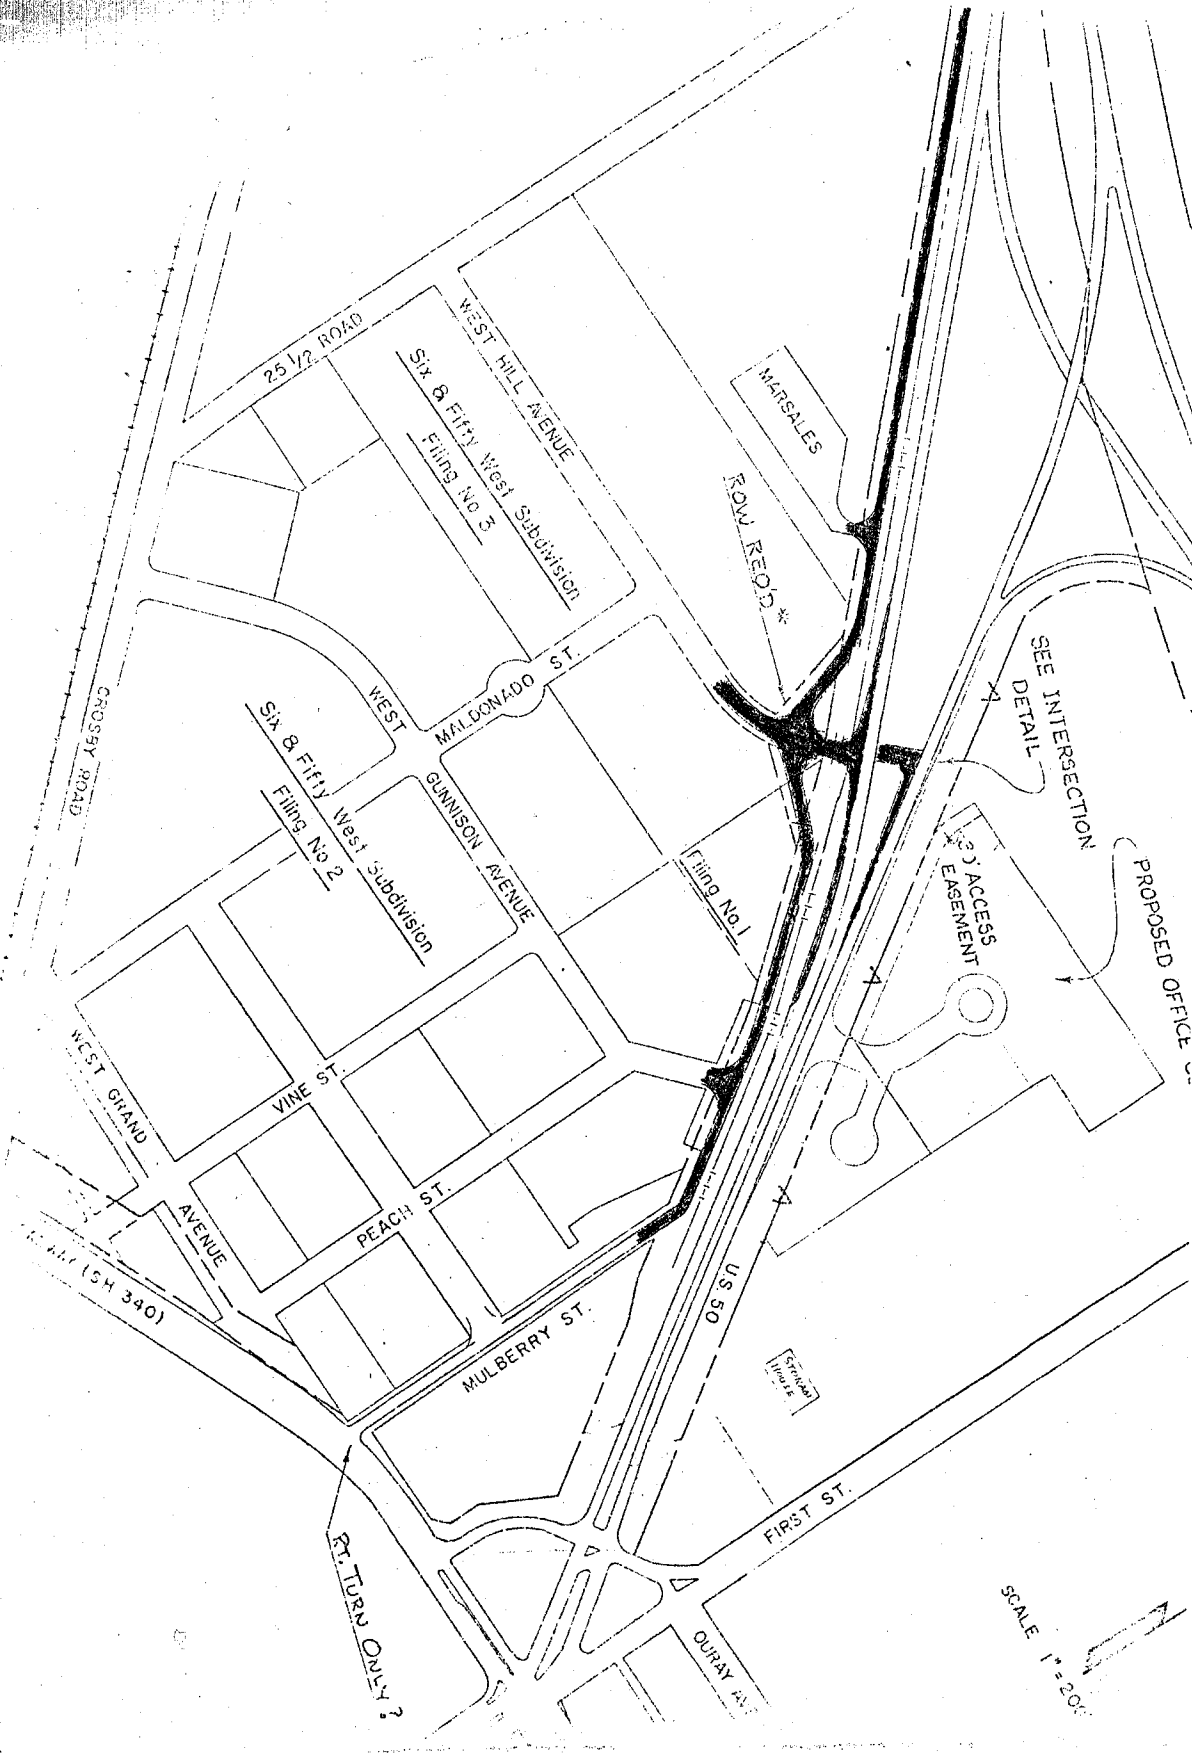 25 1/2 ROAD
WEST HILL AVENUE
Six & Fifty West Subdivision
Filing No 3
MARSALES
ROW REQD *
SEE INTERSECTION
DETAIL
PROPOSED OFFICE
ACCESS
EASEMENT
WEST
MALDONADO ST.
GUNNISON AVENUE
Six & Fifty West Subdivision
Filing No 2
Filing No. 1
CROSBY ROAD
WEST GRAND
AVENUE
VINE ST.
PEACH ST.
(SH 340)
MULBERRY ST.
US 50
FIRST ST.
OURAY
RT. TURN ONLY?
SCALE 1" = 200'